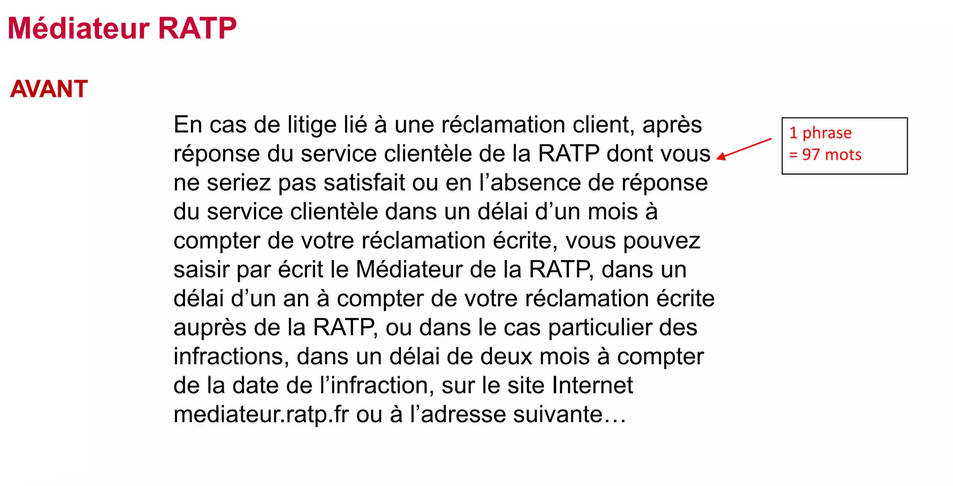 Médiateur RATP
AVANT
En cas de litige lié à une réclamation client, après
réponse du service clientèle de la RATP dont vous
ne seriez pas satisfait ou en l’absence de réponse
du service clientèle dans un délai d’un mois à
compter de votre réclamation écrite, vous pouvez
saisir par écrit le Médiateur de la RATP, dans un
délai d’un an à compter de votre réclamation écrite
auprès de la RATP, ou dans le cas particulier des
infractions, dans un délai de deux mois à compter
de la date de l’infraction, sur le site Internet
mediateur.ratp.fr ou à l’adresse suivante…
1 phrase
= 97 mots